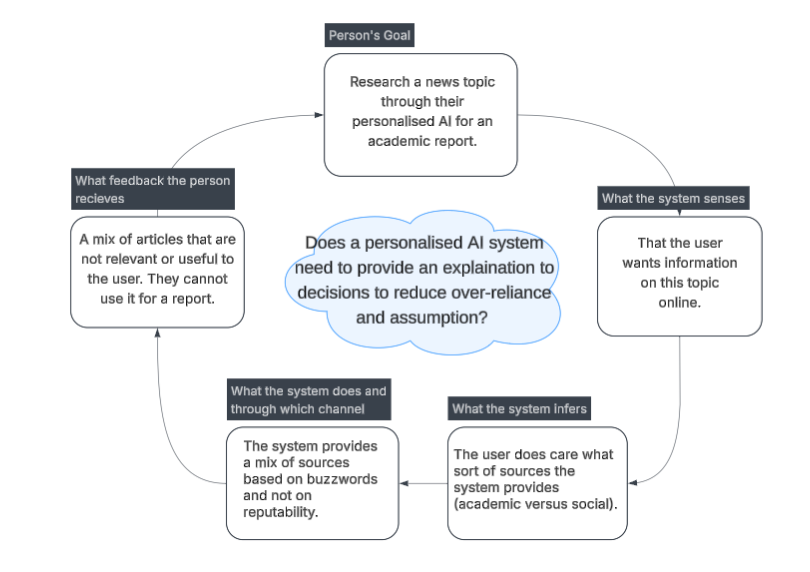 Person's Goal
Research a news topic
through their
personalised AI for an
academic report.
What the system senses
That the user
wants information
on this topic
online.
What the system infers
The user does care what
sort of sources the
system provides
(academic versus social).
What the system does and
through which channel
The system provides
a mix of sources
based on buzzwords
and not on
reputability.
What feedback the person
recieves
A mix of articles that are
not relevant or useful to
the user. They cannot
use it for a report.
Does a personalised AI system
need to provide an explaination to
decisions to reduce over-reliance
and assumption?